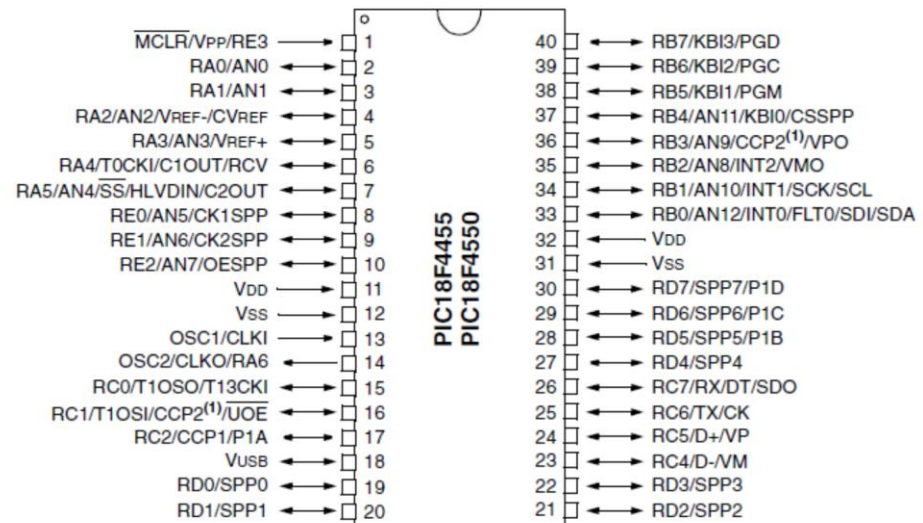 MCLR/VPP/RE3 1 40 RB7/KBI3/PGD
RA0/AN0 2 39 RB6/KBI2/PGC
RA1/AN1 3 38 RB5/KBI1/PGM
RA2/AN2/VREF-/CVREF 4 37 RB4/AN11/KBI0/CSSPP
RA3/AN3/VREF+ 5 36 RB3/AN9/CCP2(1)/VPO
RA4/T0CKI/C1OUT/RCV 6 35 RB2/AN8/INT2/VMO
RA5/AN4/SS/HLVDIN/C2OUT 7 34 RB1/AN10/INT1/SCK/SCL
RE0/AN5/CK1SPP 8 33 RB0/AN12/INT0/FLT0/SDI/SDA
RE1/AN6/CK2SPP 9 32 VDD
RE2/AN7/OESPP 10 31 VSS
VDD 11 30 RD7/SPP7/P1D
VSS 12 29 RD6/SPP6/P1C
OSC1/CLKI 13 28 RD5/SPP5/P1B
OSC2/CLKO/RA6 14 27 RD4/SPP4
RC0/T1OSO/T13CKI 15 26 RC7/RX/DT/SDO
RC1/T1OSI/CCP2(1)/UOE 16 25 RC6/TX/CK
RC2/CCP1/P1A 17 24 RC5/D+/VP
VUSB 18 23 RC4/D-/VM
RD0/SPP0 19 22 RD3/SPP3
RD1/SPP1 20 21 RD2/SPP2
PIC18F4455
PIC18F4550